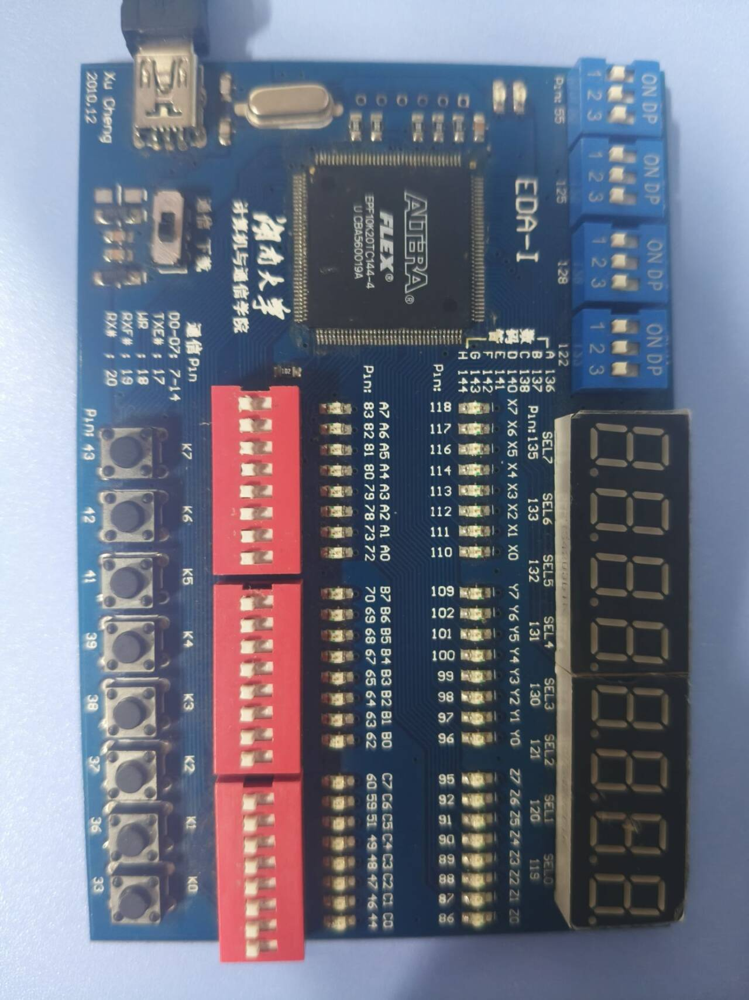 ON DP
1 2 3
ON DP
1 2 3
ON DP
1 2 3
ON DP
1 2 3
Pin: 55 125 128 122
EDA-I
ALTERA®
FLEX®
EPF10K20TC144-4
U CBA560019A
湖南大学
计算机与通信学院
数码管
A 136
B 137
C 138
D 140
E 141
F 142
G 143
H 144
SEL7 SEL6 SEL5 SEL4 SEL3 SEL2 SEL1 SEL0
Pin: 135 133 132 131 130 121 120 119
X7 X6 X5 X4 X3 X2 X1 X0 Y7 Y6 Y5 Y4 Y3 Y2 Y1 Y0 Z7 Z6 Z5 Z4 Z3 Z2 Z1 Z0
Pin: 118 117 116 114 113 112 111 110 109 102 101 100 99 98 97 96 95 92 91 90 89 88 87 86
A7 A6 A5 A4 A3 A2 A1 A0 B7 B6 B5 B4 B3 B2 B1 B0 C7 C6 C5 C4 C3 C2 C1 C0
Pin: 83 82 81 80 79 78 73 72 70 69 68 67 65 64 63 62 60 59 51 49 48 47 46 44
102
通信 下载
通信Pin
D0-D7: 7-14
TXE# : 17
WR : 18
RXF# : 19
RX# : 20
K7 K6 K5 K4 K3 K2 K1 K0
Pin: 43 42 41 39 38 37 36 33
Xu Cheng
2010.12